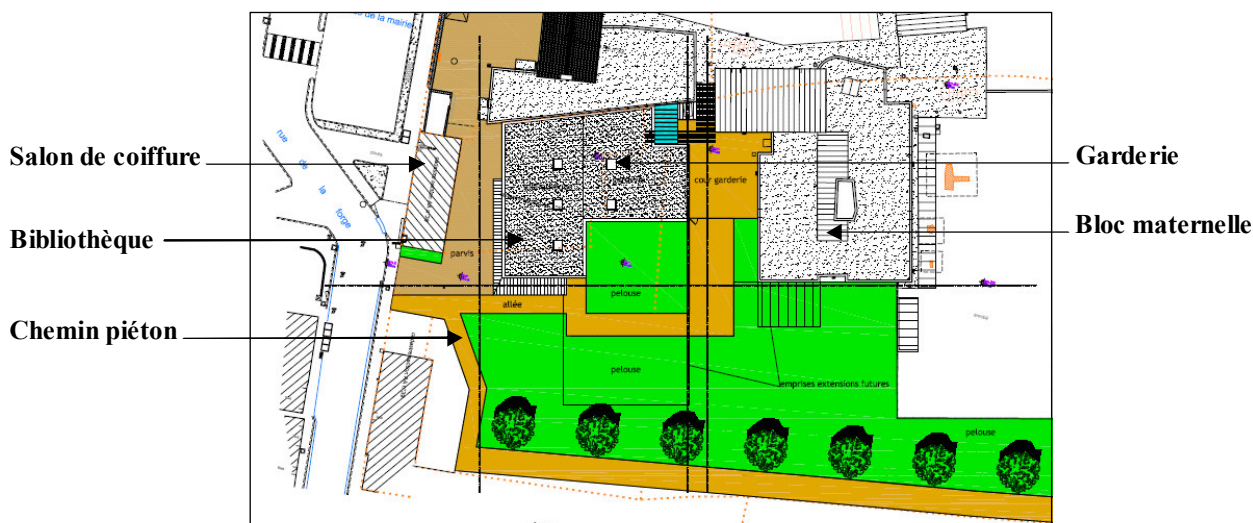 de la mairie
rue de la forge
Salon de coiffure
Garderie
cour garderie
Bibliothèque
Bloc maternelle
parvis
pelouse
allée
Chemin piéton
pelouse
emprises extensions futures
pelouse